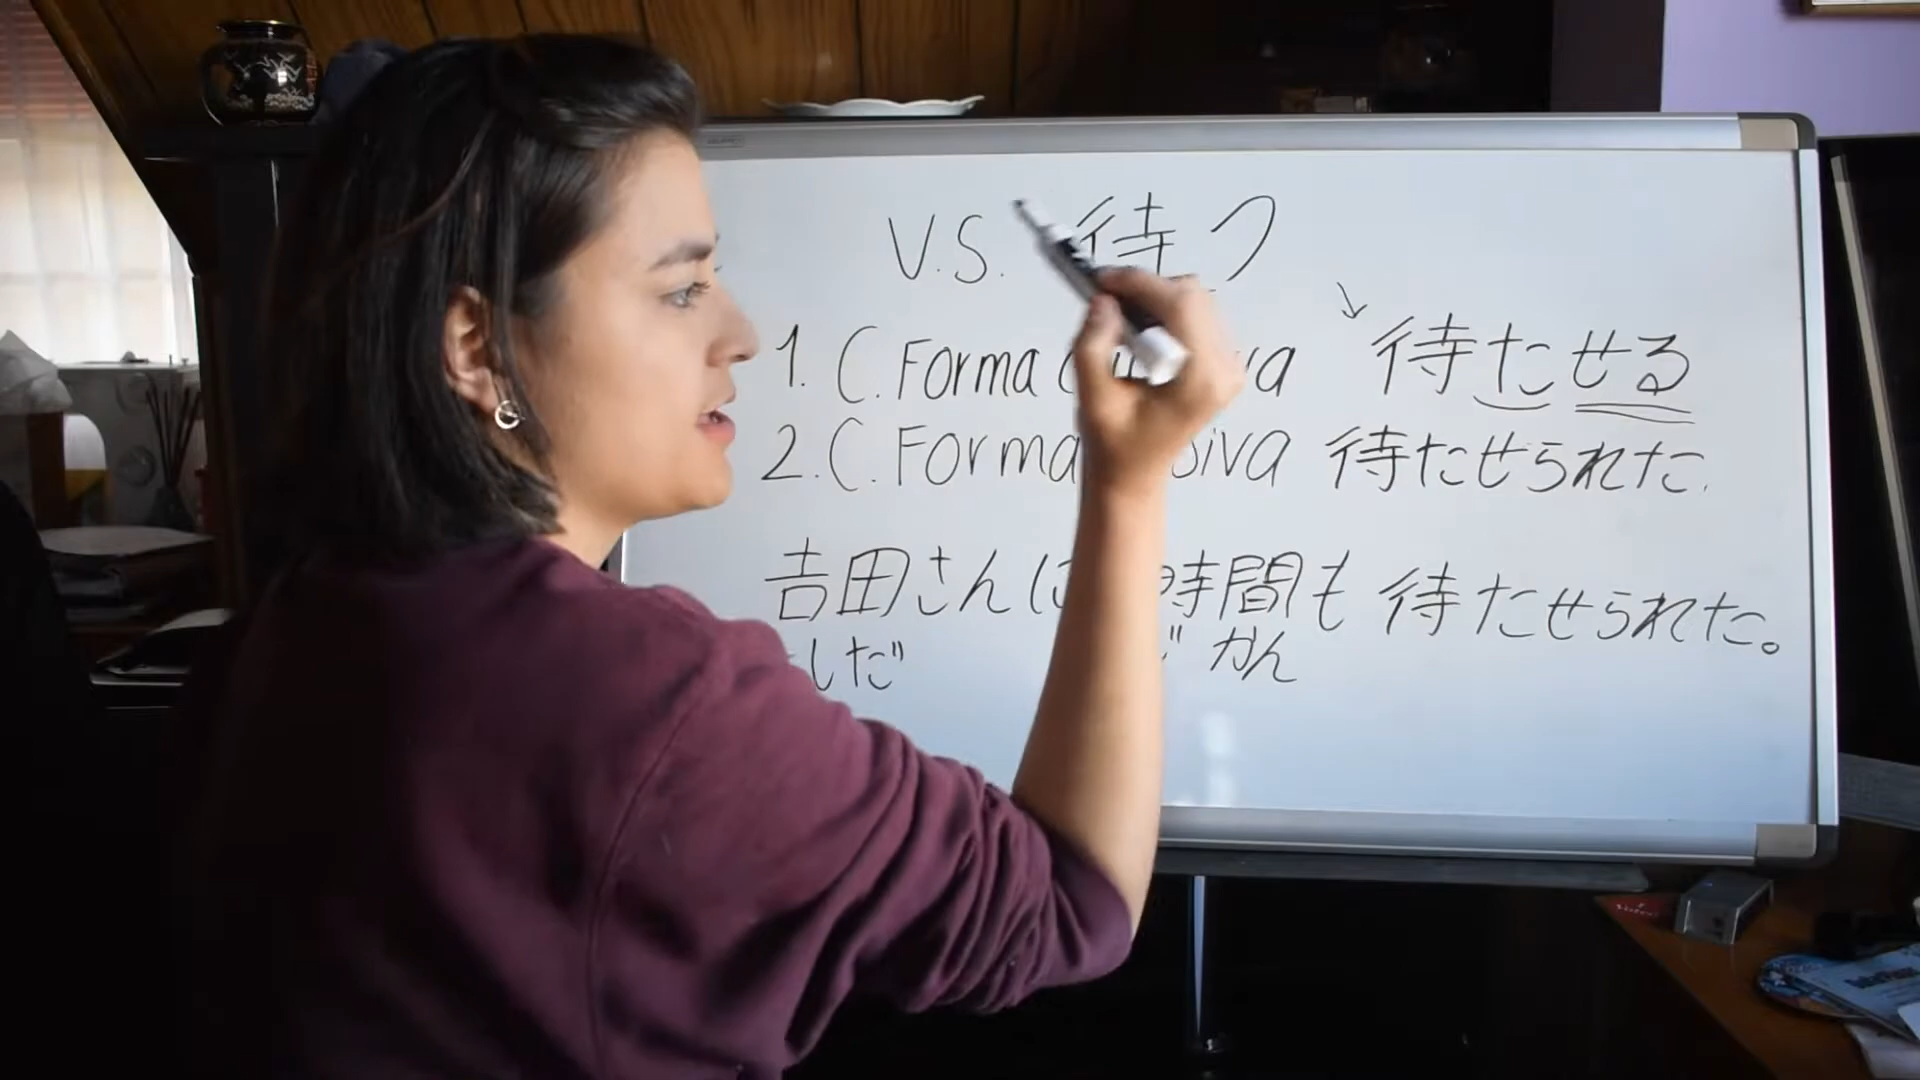 V.S. 待つ
1. C. Forma 待たせる
2. C. Forma 待たせられた.
吉田さんに 時間も 待たせられた。
しだ かん